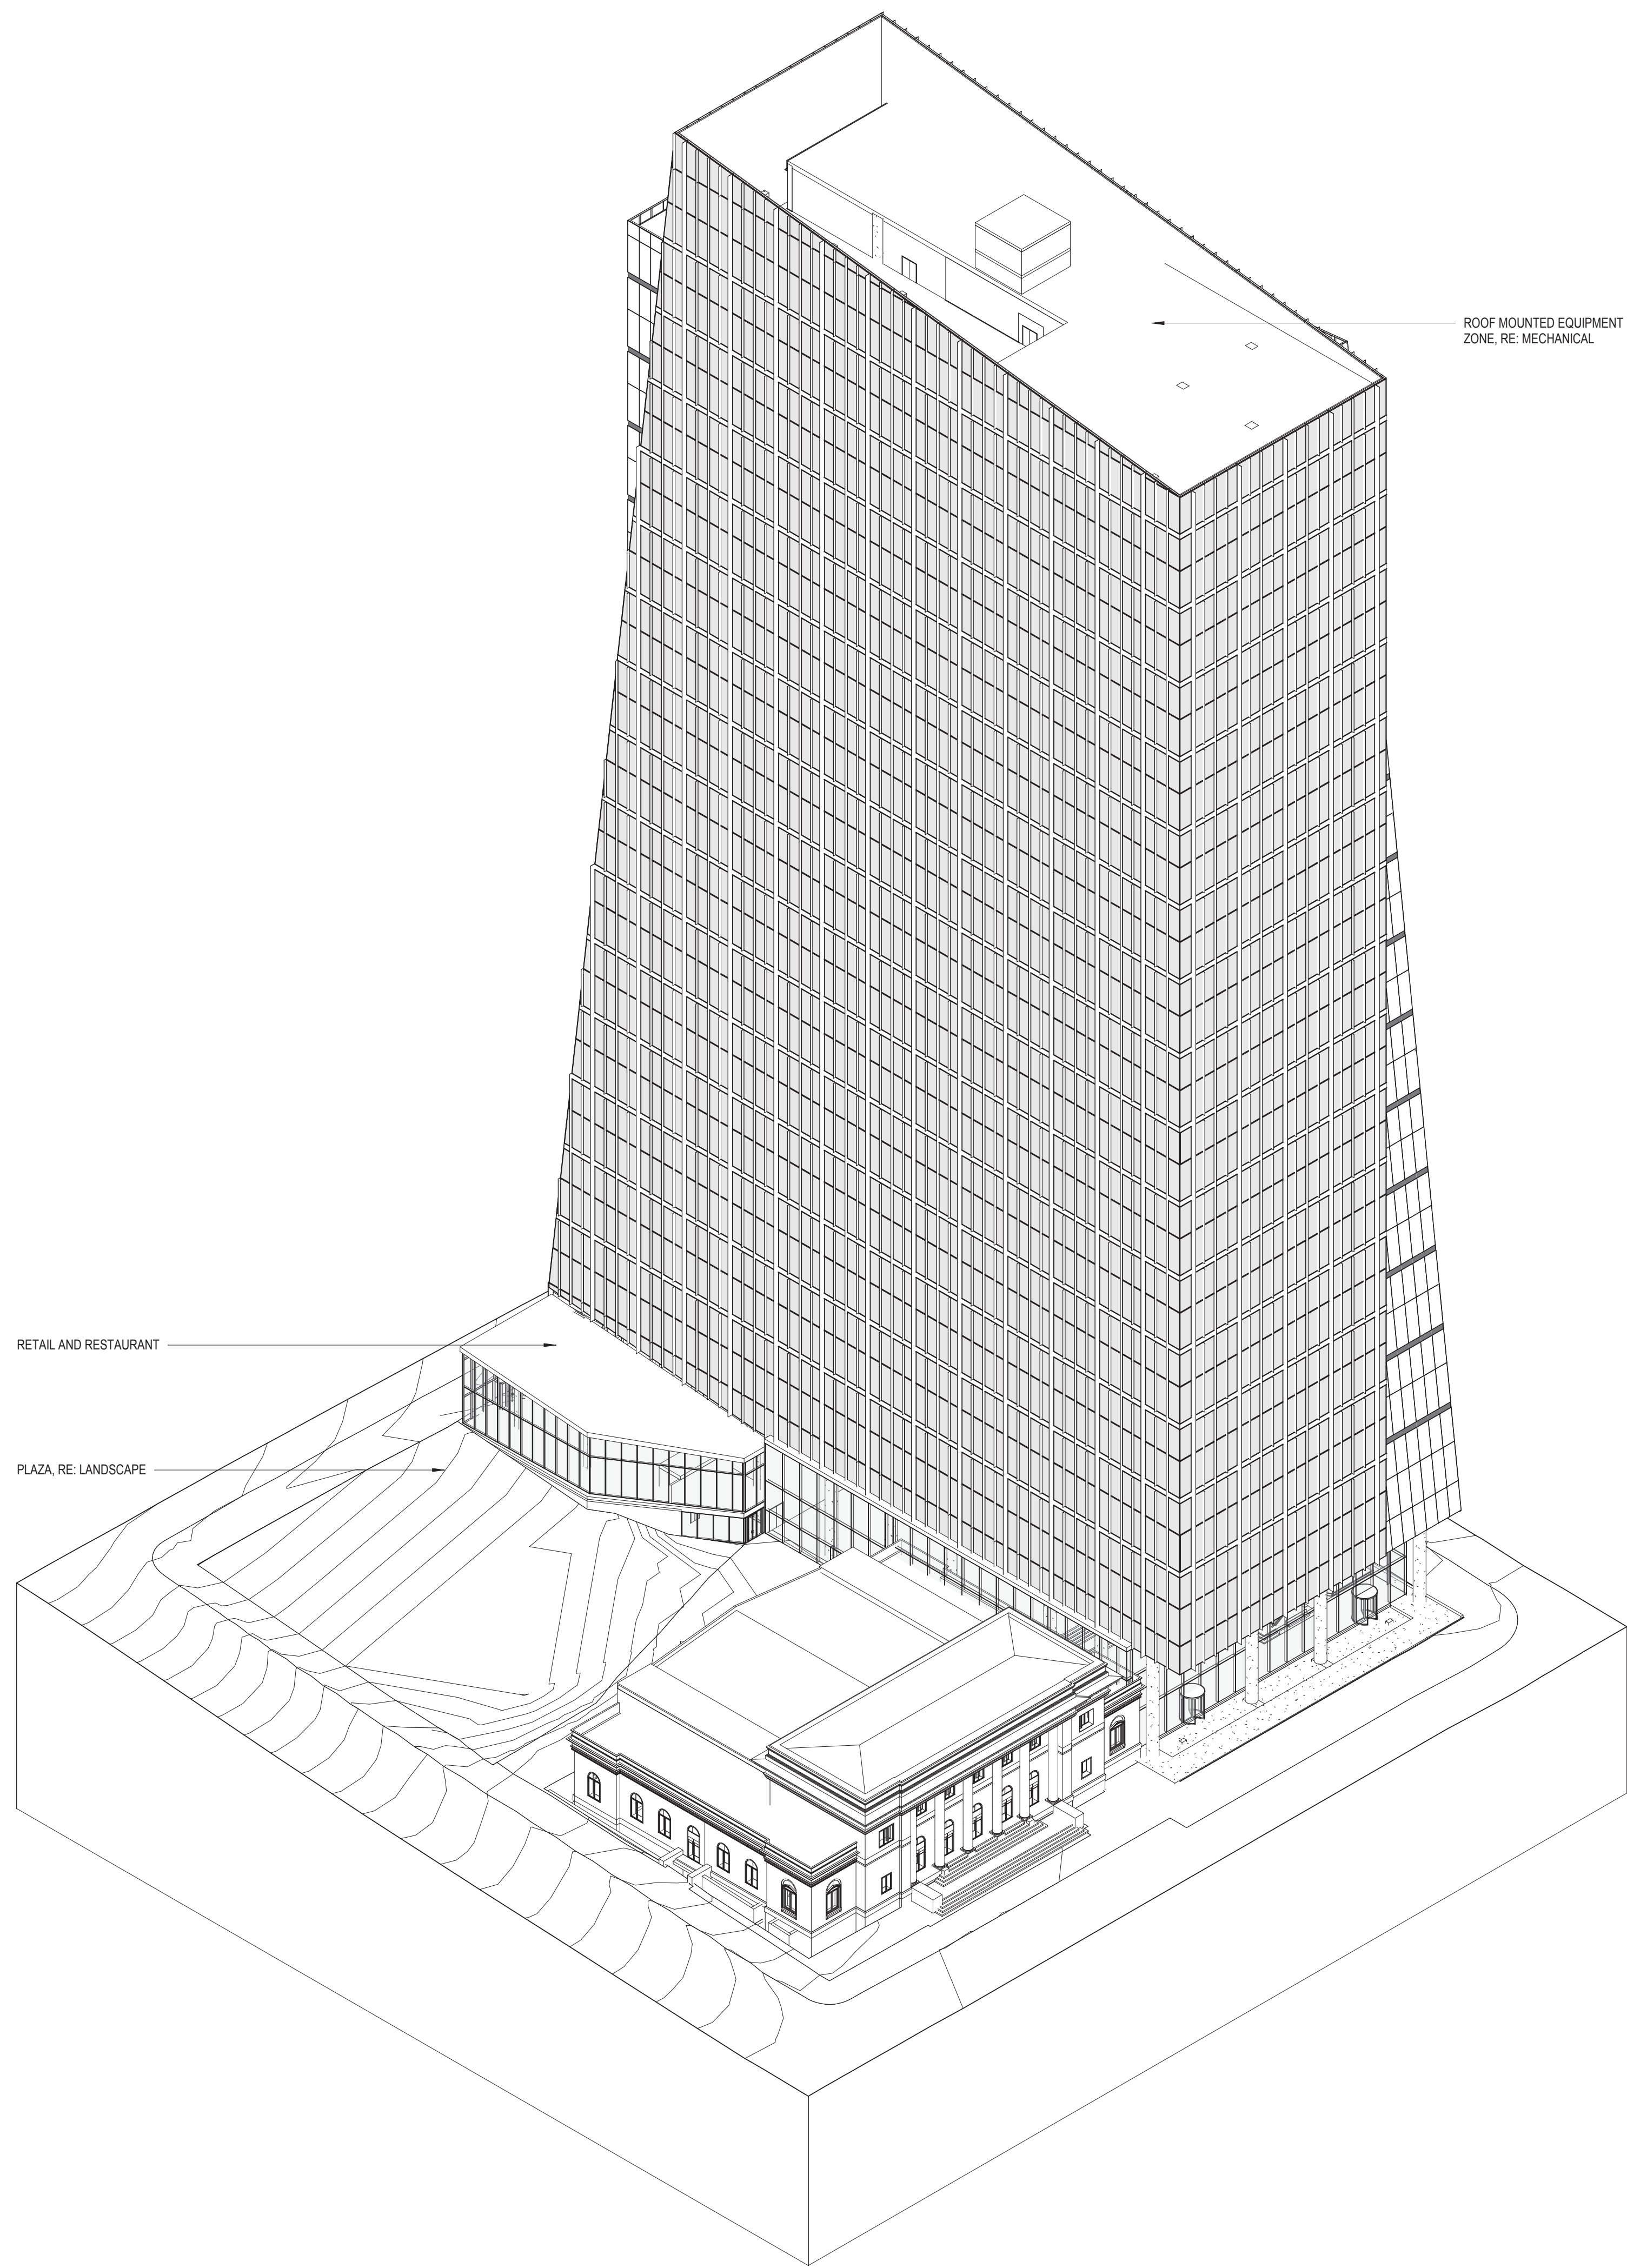 ROOF MOUNTED EQUIPMENT
ZONE, RE: MECHANICAL
RETAIL AND RESTAURANT
PLAZA, RE: LANDSCAPE